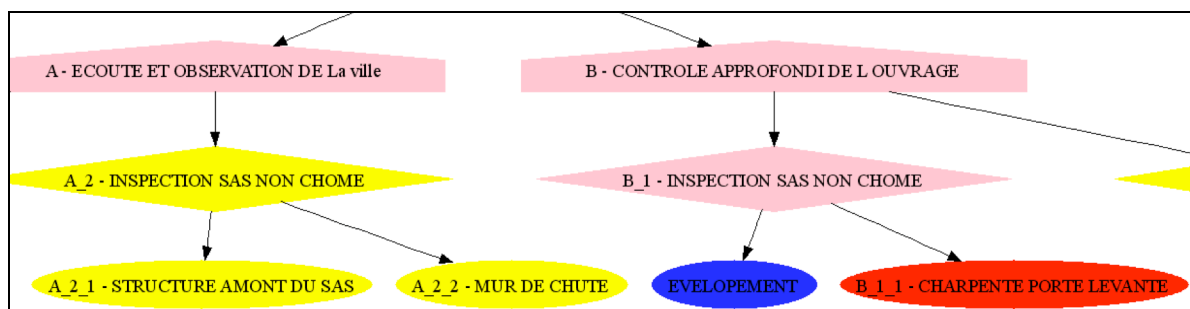 A - ECOUTE ET OBSERVATION DE La ville
B - CONTROLE APPROFONDI DE L OUVRAGE
A_2 - INSPECTION SAS NON CHOME
B_1 - INSPECTION SAS NON CHOME
A_2_1 - STRUCTURE AMONT DU SAS
A_2_2 - MUR DE CHUTE
EVELOPEMENT
B_1_1 - CHARPENTE PORTE LEVANTE